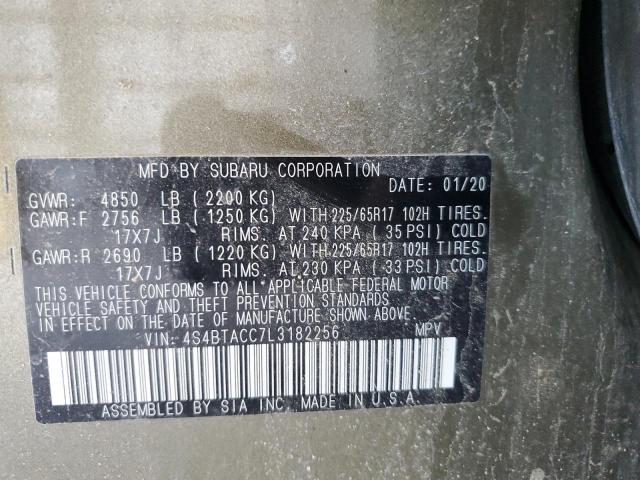 MFD BY SUBARU CORPORATION
DATE: 01/20
GVWR: 4850 LB (2200 KG)
GAWR:F 2756 LB (1250 KG) WITH 225/65R17 102H TIRES.
17X7J RIMS. AT 240 KPA (35 PSI) COLD
GAWR:R 2690 LB (1220 KG) WITH 225/65R17 102H TIRES.
17X7J RIMS. AT 230 KPA (33 PSI) COLD
THIS VEHICLE CONFORMS TO ALL APPLICABLE FEDERAL MOTOR
VEHICLE SAFETY AND THEFT PREVENTION STANDARDS
IN EFFECT ON THE DATE OF MANUFACTURE SHOWN ABOVE.
VIN: 4S4BTACC7L3182256 MPV
ASSEMBLED BY SIA INC. MADE IN U.S.A.